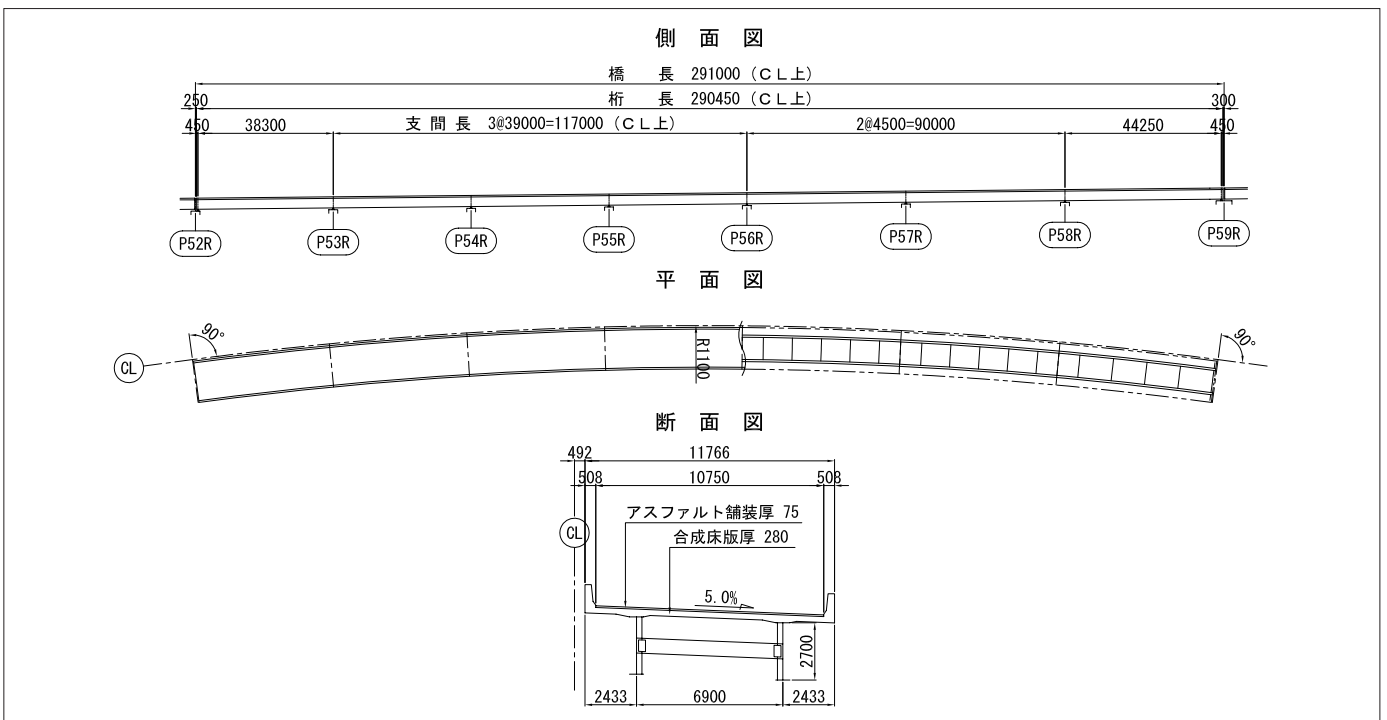 側 面 図
橋 長 291000 (CL上)
250 桁 長 290450 (CL上) 300
450 38300 支 間 長 3@39000=117000 (CL上) 2@4500=90000 44250 450
P52R P53R P54R P55R P56R P57R P58R P59R
平 面 図
90° 90°
CL R1100
断 面 図
492 11766
508 10750 508
アスファルト舗装厚 75
CL 合成床版厚 280
5.0%
2700
2433 6900 2433